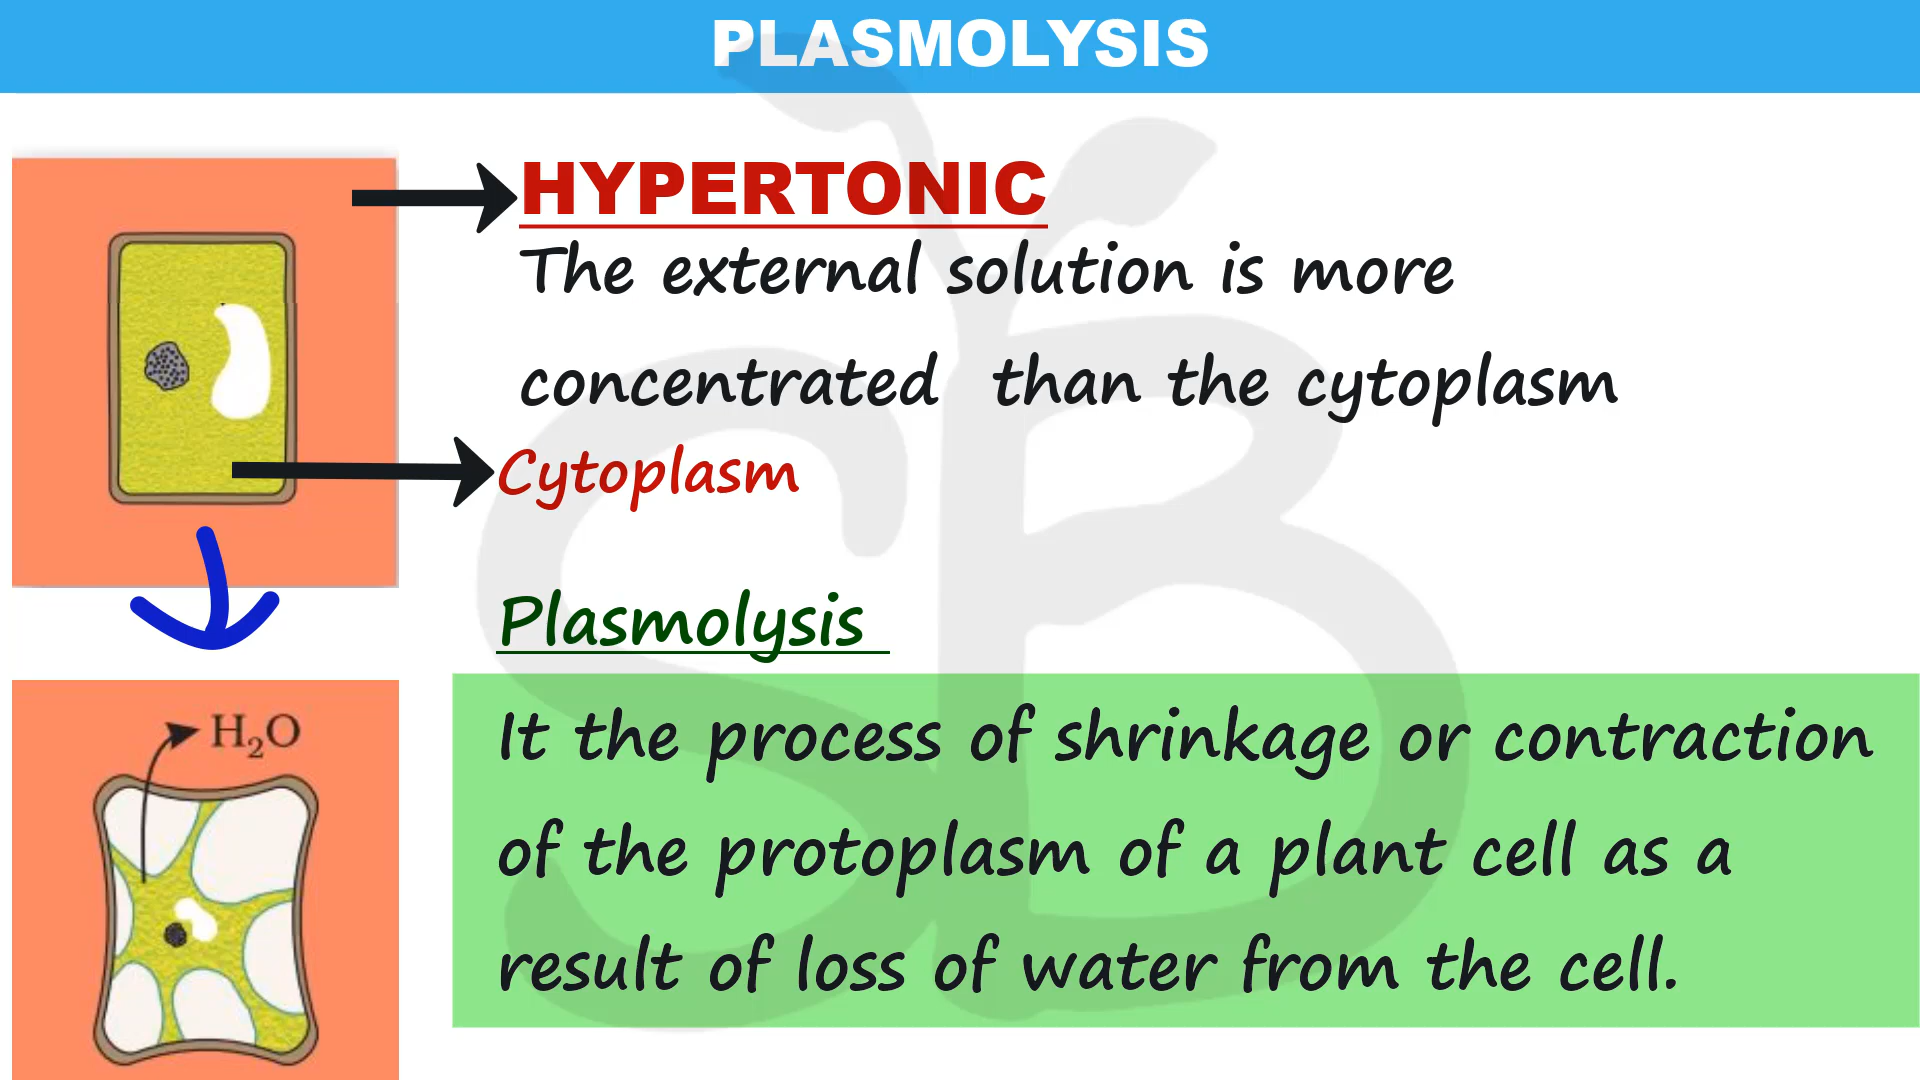 PLASMOLYSIS
HYPERTONIC
The external solution is more
concentrated than the cytoplasm
Cytoplasm
Plasmolysis
It the process of shrinkage or contraction
of the protoplasm of a plant cell as a
result of loss of water from the cell.
H₂O
SB